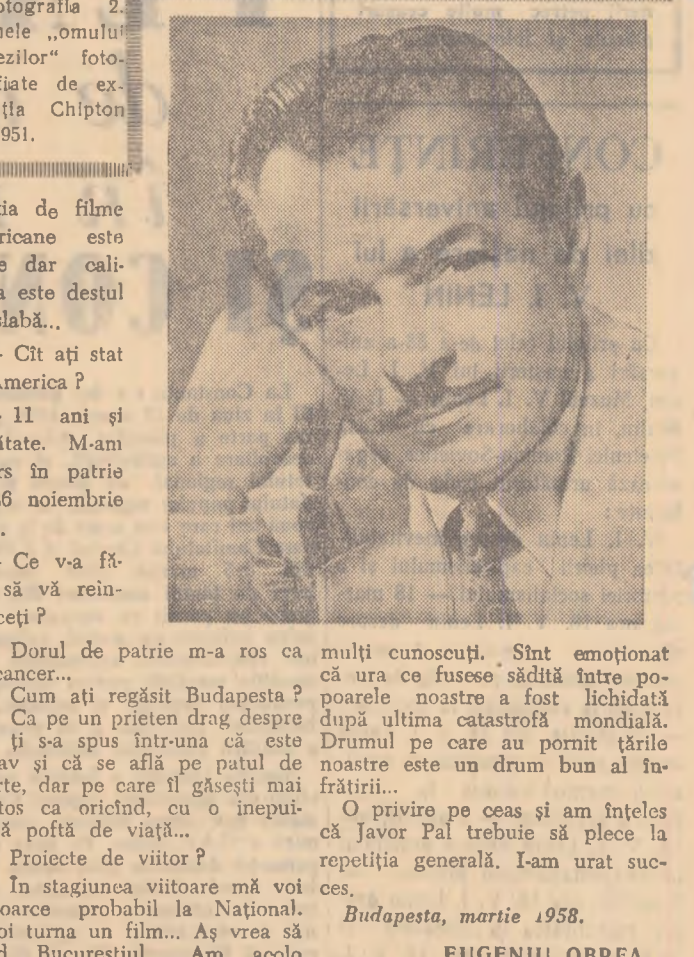 otografia 2.
nele „omului
ezilor“ foto-
fiate de ex-
ția Chipton
951.
ția de filme
ricane este
e dar cali-
a este destul
slabă...
- Cît ați stat
America ?
- 11 ani și
itate. M-am
rs în patrie
26 noiembrie
.
- Ce v-a fă-
să vă rein-
ceți ?
Dorul de patrie m-a ros ca
cancer...
Cum ați regăsit Budapesta ?
Ca pe un prieten drag despre
ți s-a spus într-una că este
av și că se află pe patul de
rte, dar pe care îl găsești mai
tos ca oricînd, cu o inepui-
ă poftă de viață...
Proiecte de viitor ?
În stagiunea viitoare mă voi
oarce probabil la Național.
oi turna un film... Aș vrea să
d Bucureștiul. Am acolo
mulți cunoscuți. Sînt emoționat
că ura ce fusese sădită între po-
poarele noastre a fost lichidată
după ultima catastrofă mondială.
Drumul pe care au pornit țările
noastre este un drum bun al în-
frățirii...
O privire pe ceas și am înțeles
că Javor Pal trebuie să plece la
repetiția generală. I-am urat suc-
ces.
Budapesta, martie 1958.
EUGENIU OBREA